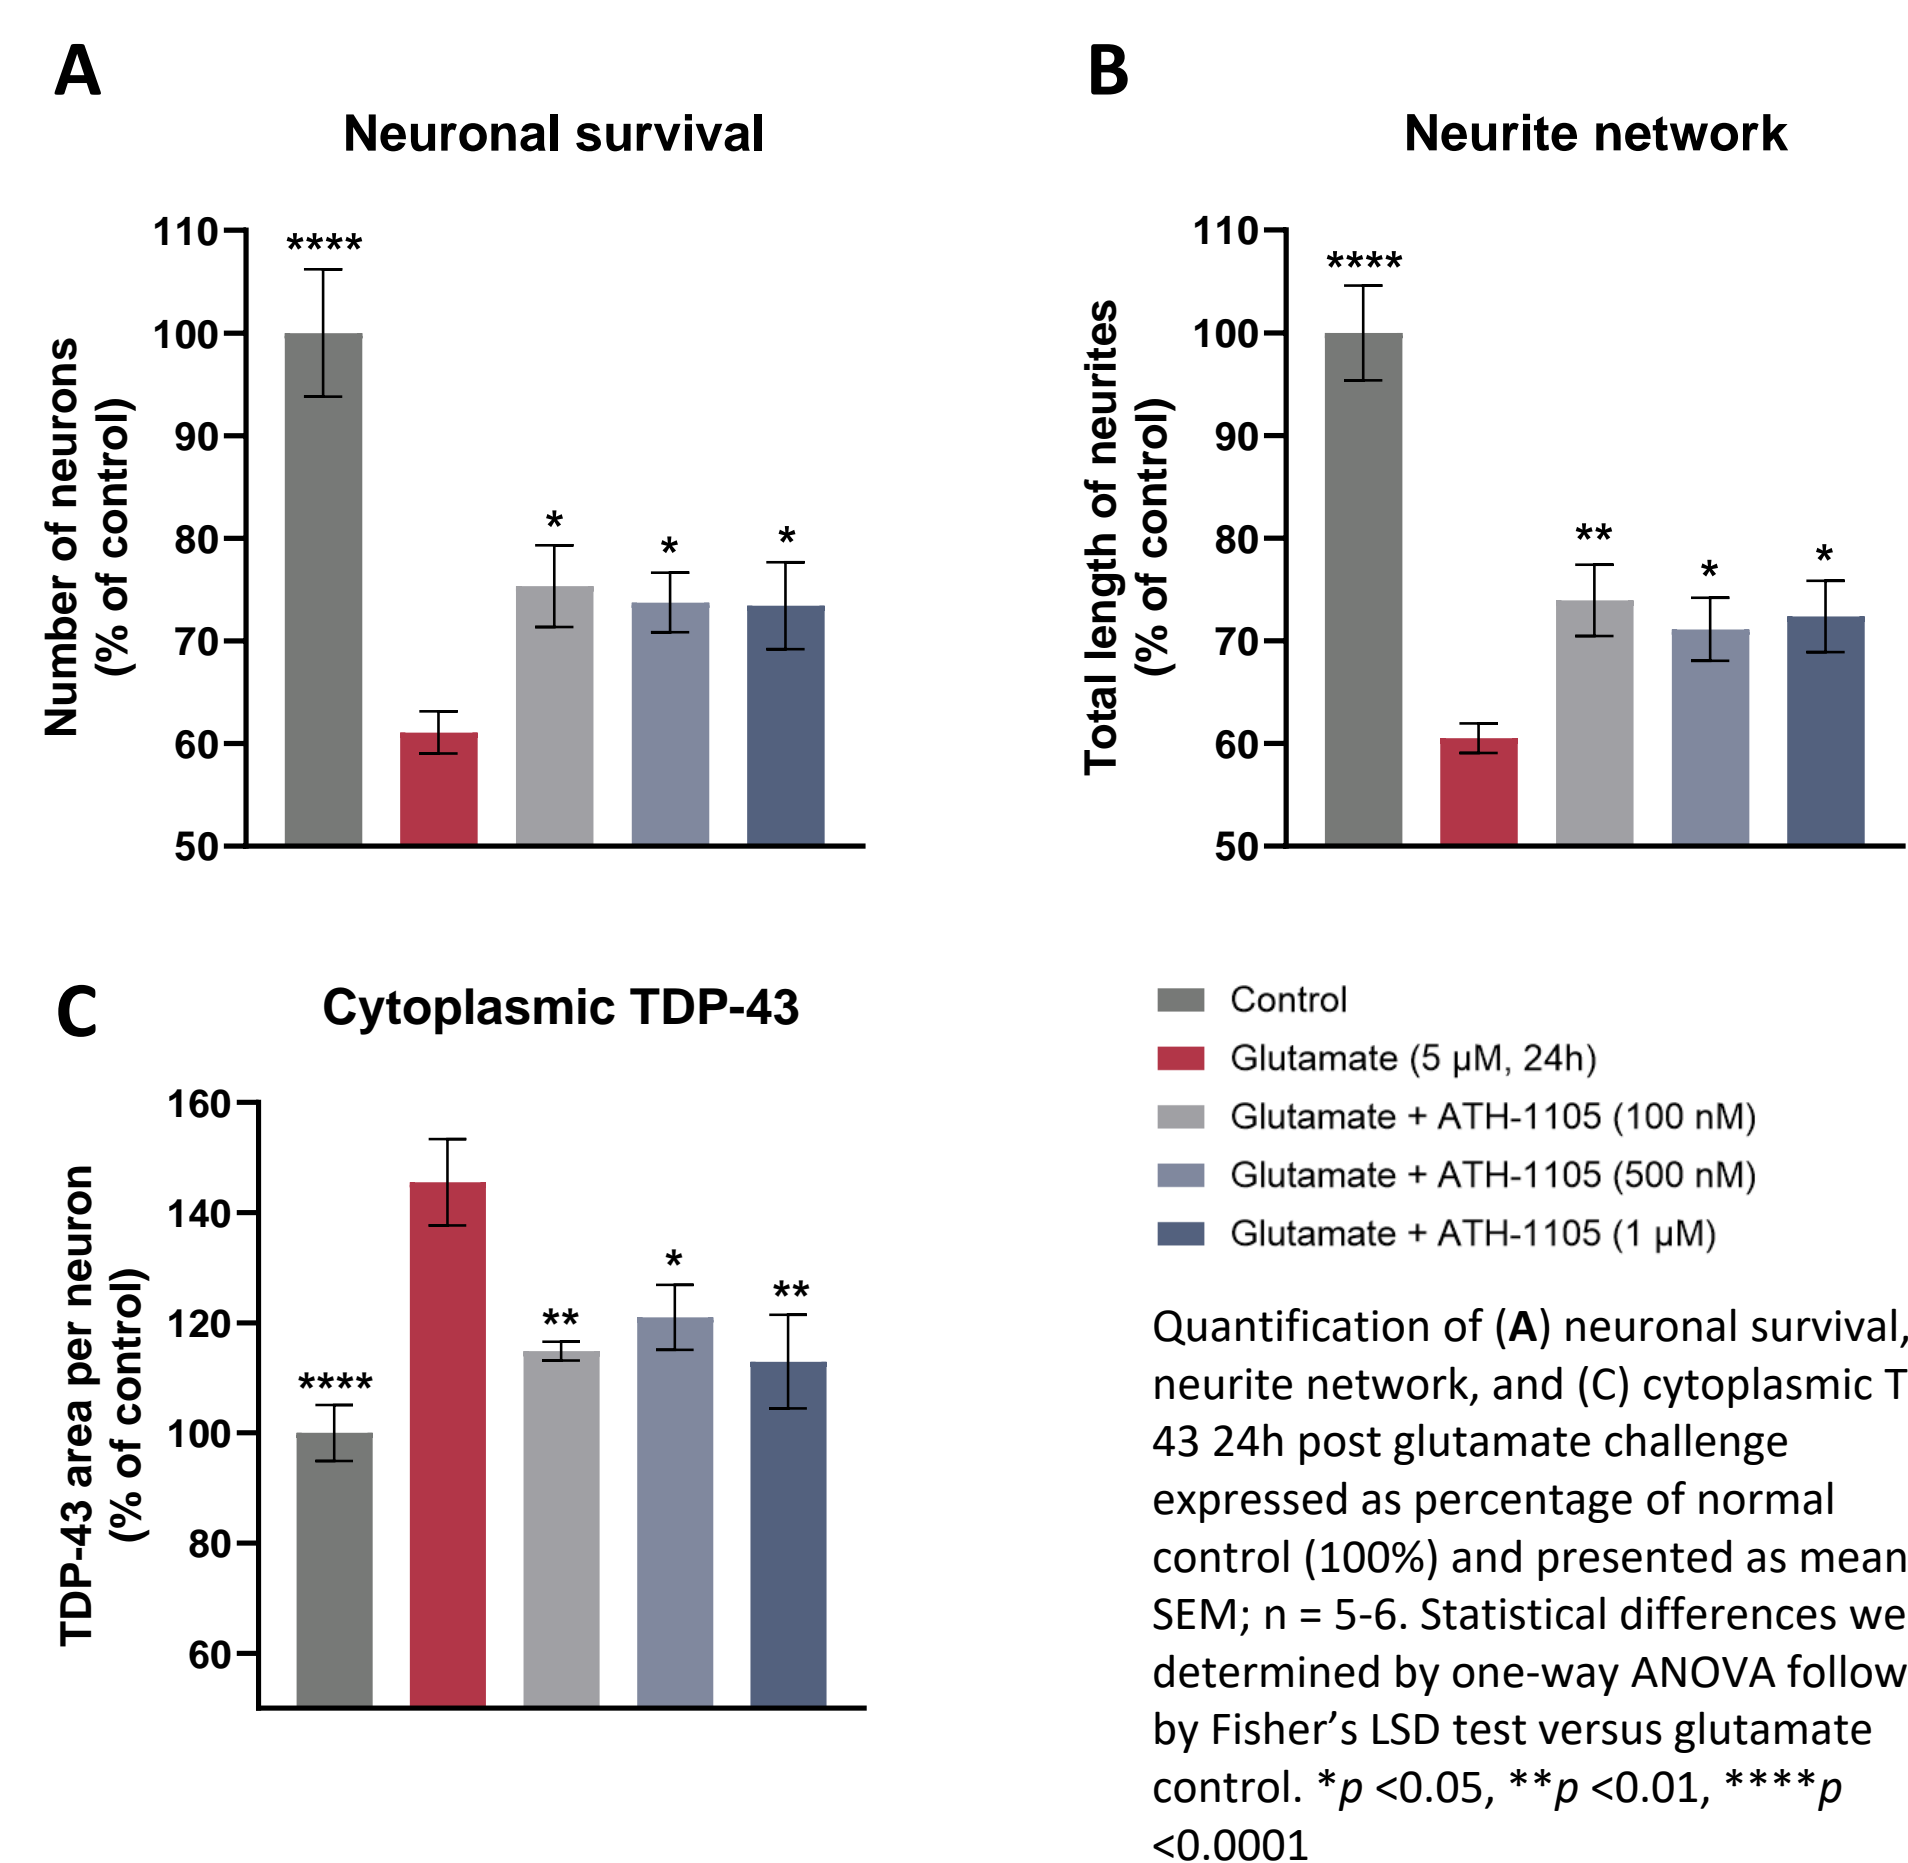 A
Neuronal survival
110
100
90
80
70
60
50
Number of neurons
(% of control)
****
*
*
*
B
Neurite network
110
100
90
80
70
60
50
Total length of neurites
(% of control)
****
**
*
*
C
Cytoplasmic TDP-43
160
140
120
100
80
60
TDP-43 area per neuron
(% of control)
****
**
*
**
Control
Glutamate (5 μM, 24h)
Glutamate + ATH-1105 (100 nM)
Glutamate + ATH-1105 (500 nM)
Glutamate + ATH-1105 (1 μM)
Quantification of (A) neuronal survival,
neurite network, and (C) cytoplasmic T
43 24h post glutamate challenge
expressed as percentage of normal
control (100%) and presented as mean
SEM; n = 5-6. Statistical differences we
determined by one-way ANOVA follow
by Fisher’s LSD test versus glutamate
control. *p <0.05, **p <0.01, ****p
<0.0001